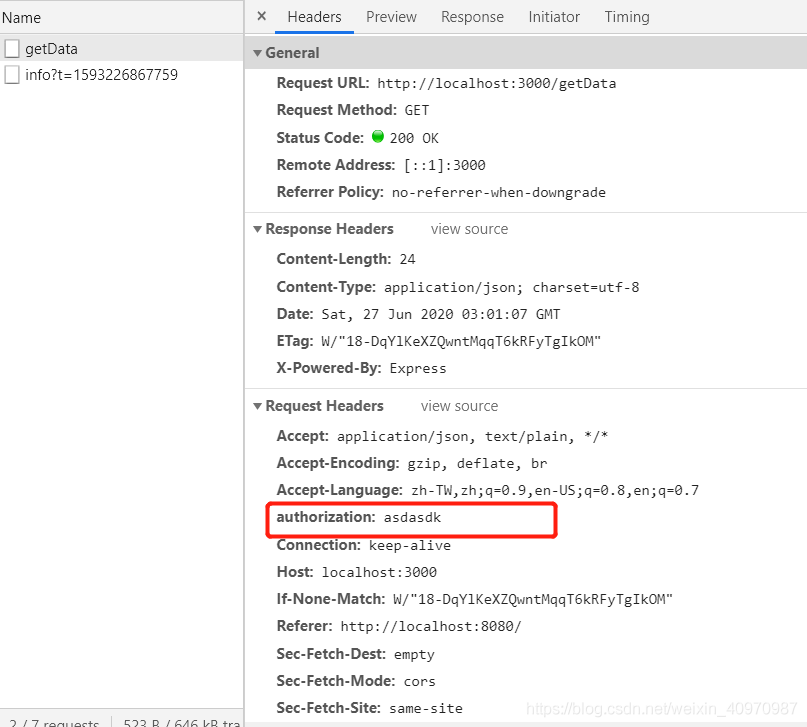 Name
× Headers Preview Response Initiator Timing
getData
info?t=1593226867759
General
Request URL: http://localhost:3000/getData
Request Method: GET
Status Code: 200 OK
Remote Address: [::1]:3000
Referrer Policy: no-referrer-when-downgrade
Response Headers view source
Content-Length: 24
Content-Type: application/json; charset=utf-8
Date: Sat, 27 Jun 2020 03:01:07 GMT
ETag: W/"18-DqYlKeXZQwntMqqT6kRFyTgIkOM"
X-Powered-By: Express
Request Headers view source
Accept: application/json, text/plain, */*
Accept-Encoding: gzip, deflate, br
Accept-Language: zh-TW,zh;q=0.9,en-US;q=0.8,en;q=0.7
authorization: asdasdk
Connection: keep-alive
Host: localhost:3000
If-None-Match: W/"18-DqYlKeXZQwntMqqT6kRFyTgIkOM"
Referer: http://localhost:8080/
Sec-Fetch-Dest: empty
Sec-Fetch-Mode: cors
Sec-Fetch-Site: same-site
2 / 7 requests 523 B / 646 kB tra
https://blog.csdn.net/weixin_40970987